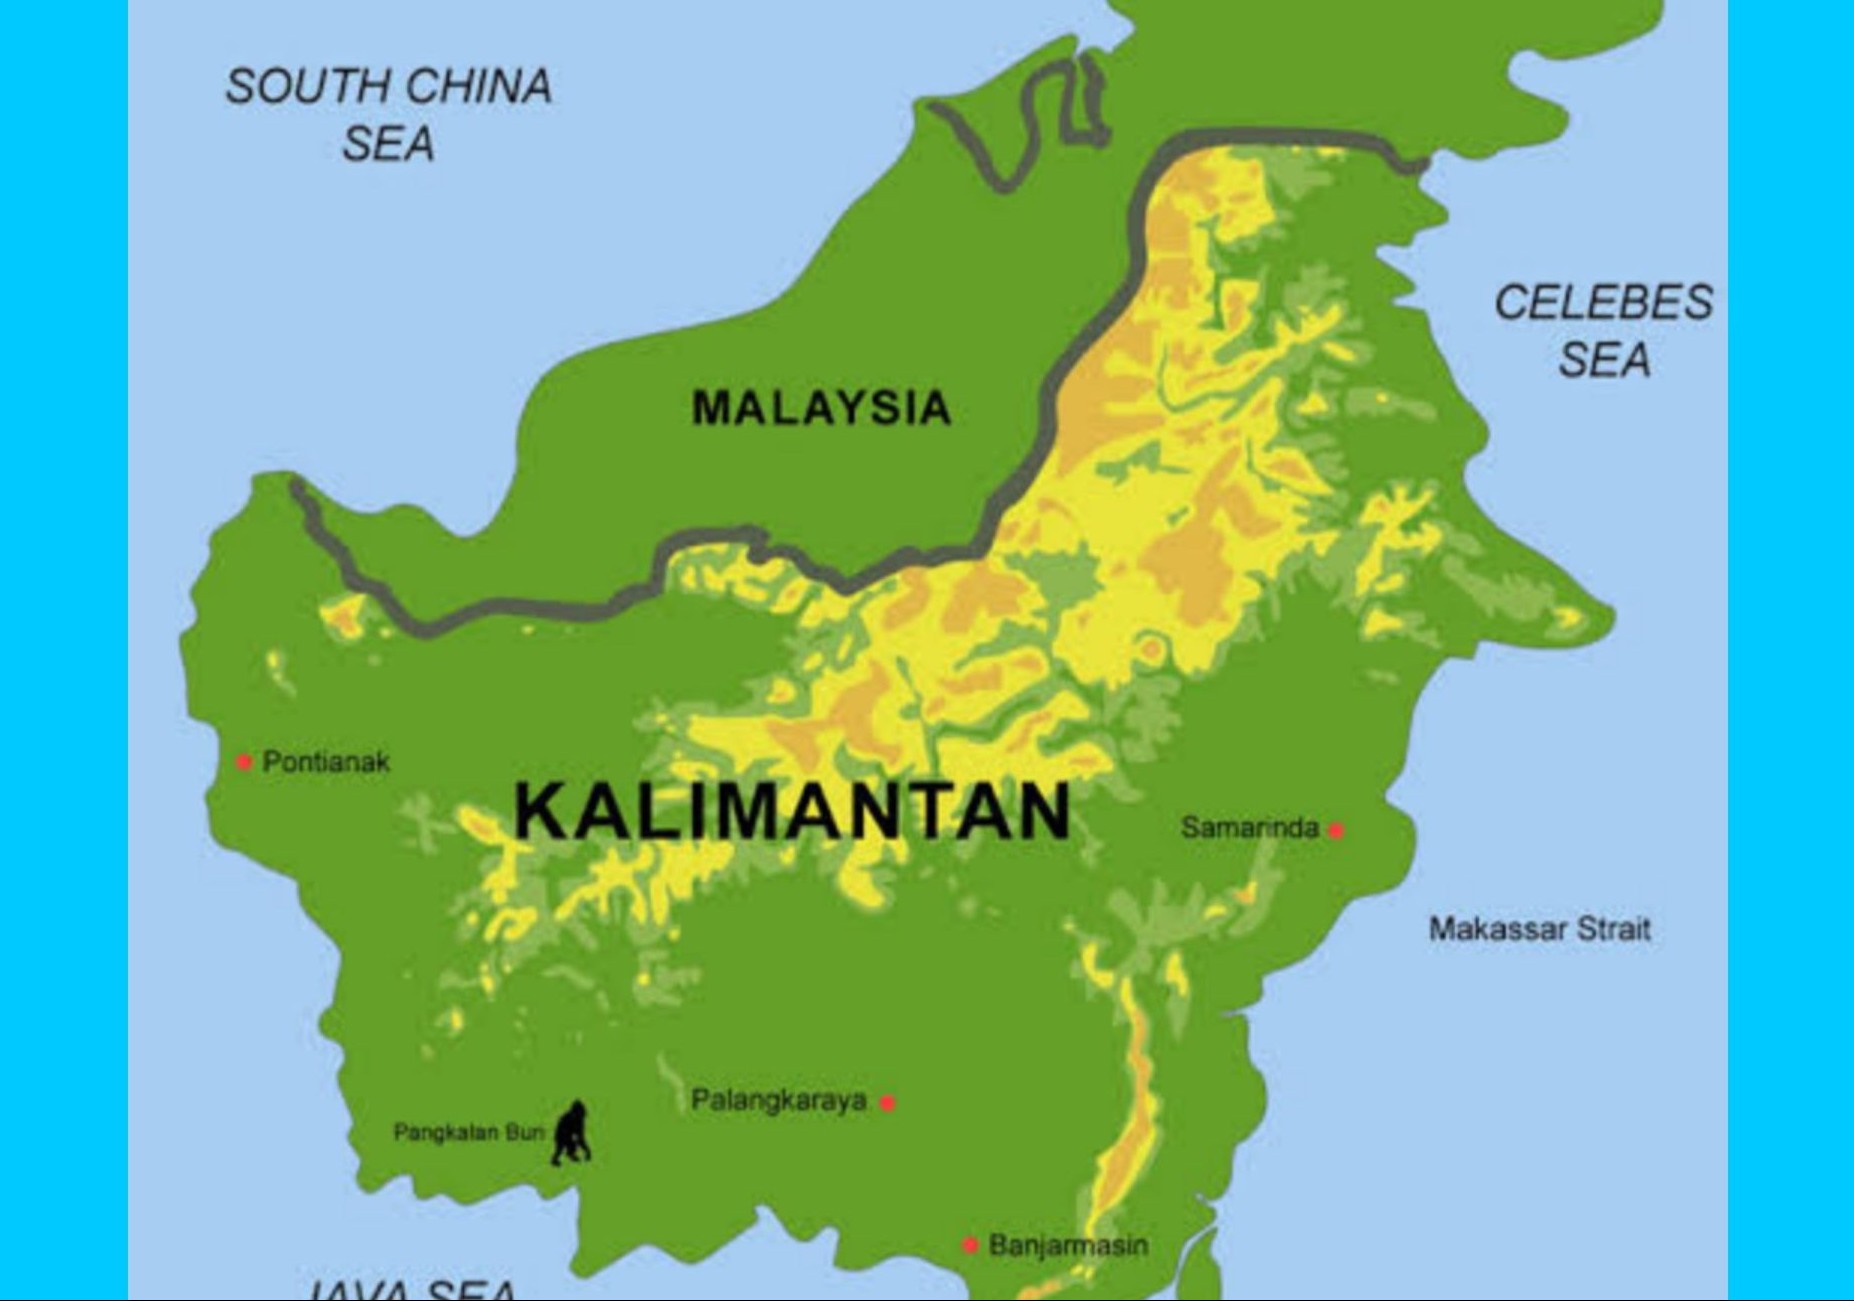 SOUTH CHINA
SEA
CELEBES
SEA
MALAYSIA
Pontianak
KALIMANTAN
Samarinda
Makassar Strait
Palangkaraya
Pangkalan Bun
Banjarmasin
JAVA SEA